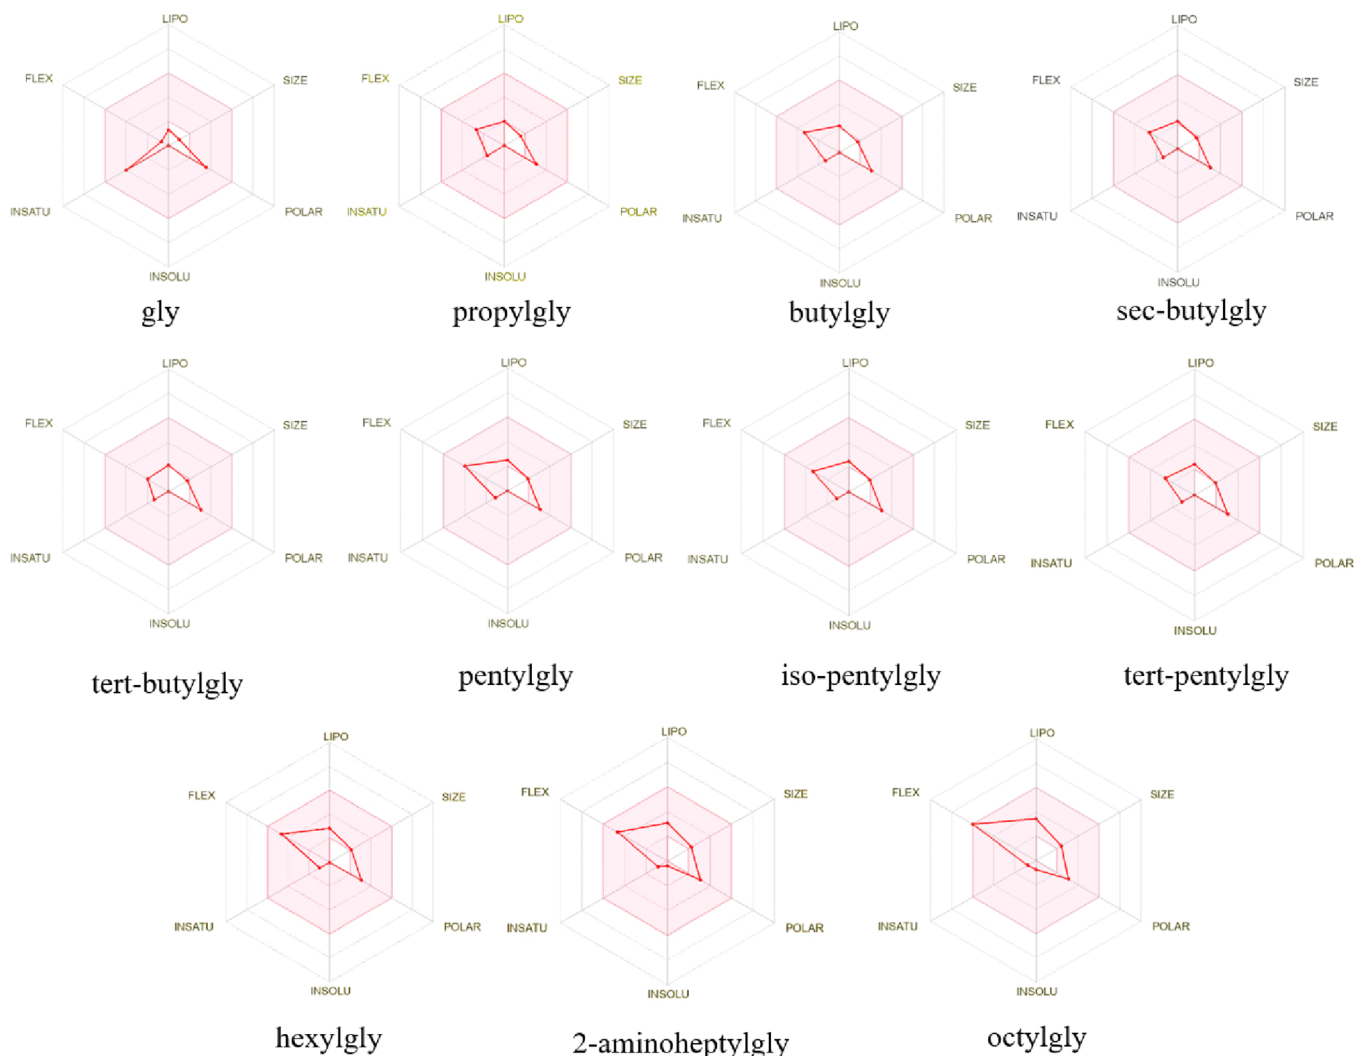 LIPO
FLEX
SIZE
INSATU
POLAR
INSOLU
gly
LIPO
FLEX
SIZE
INSATU
POLAR
INSOLU
propylgly
LIPO
FLEX
SIZE
INSATU
POLAR
INSOLU
butylgly
LIPO
FLEX
SIZE
INSATU
POLAR
INSOLU
sec-butylgly
LIPO
FLEX
SIZE
INSATU
POLAR
INSOLU
tert-butylgly
LIPO
FLEX
SIZE
INSATU
POLAR
INSOLU
pentylgly
LIPO
FLEX
SIZE
INSATU
POLAR
INSOLU
iso-pentylgly
LIPO
FLEX
SIZE
INSATU
POLAR
INSOLU
tert-pentylgly
LIPO
FLEX
SIZE
INSATU
POLAR
INSOLU
hexylgly
LIPO
FLEX
SIZE
INSATU
POLAR
INSOLU
2-aminoheptylgly
LIPO
FLEX
SIZE
INSATU
POLAR
INSOLU
octylgly